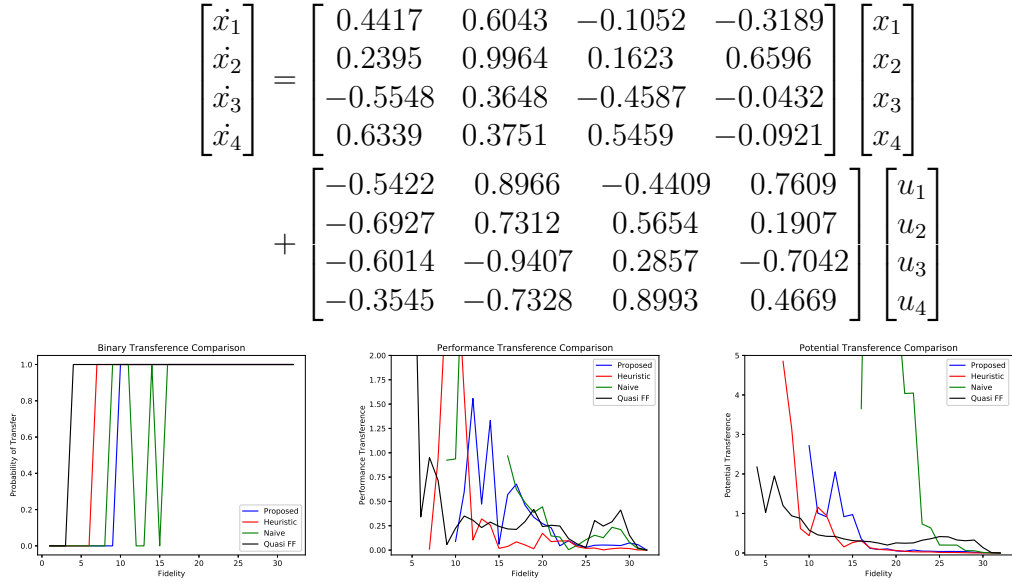 ẋ1 = 0.4417 0.6043 −0.1052 −0.3189 x1
ẋ2 0.2395 0.9964 0.1623 0.6596 x2
ẋ3 −0.5548 0.3648 −0.4587 −0.0432 x3
ẋ4 0.6339 0.3751 0.5459 −0.0921 x4
+ −0.5422 0.8966 −0.4409 0.7609 u1
−0.6927 0.7312 0.5654 0.1907 u2
−0.6014 −0.9407 0.2857 −0.7042 u3
−0.3545 −0.7328 0.8993 0.4669 u4
Binary Transference Comparison
Probability of Transfer
1.0
0.8
0.6
0.4
0.2
0.0
0 5 10 15 20 25 30
Fidelity
Proposed
Heuristic
Naive
Quasi FF
Performance Transference Comparison
Performance Transference
2.00
1.75
1.50
1.25
1.00
0.75
0.50
0.25
0.00
5 10 15 20 25 30
Fidelity
Proposed
Heuristic
Naive
Quasi FF
Potential Transference Comparison
Potential Transference
5
4
3
2
1
0
5 10 15 20 25 30
Fidelity
Proposed
Heuristic
Naive
Quasi FF